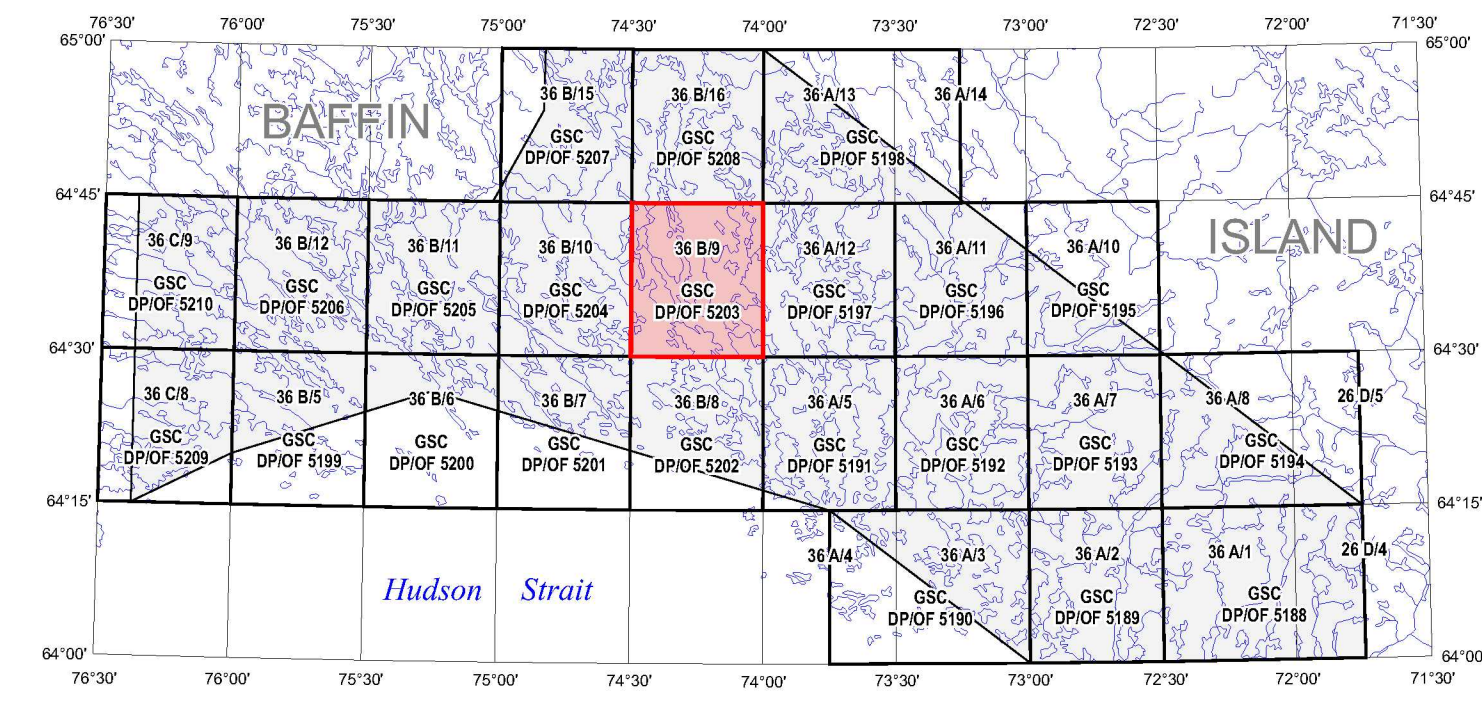 76°30' 76°00' 75°30' 75°00' 74°30' 74°00' 73°30' 73°00' 72°30' 72°00' 71°30'
65°00' 65°00'
36 B/15 36 B/16 36 A/13 36 A/14
BAFFIN
GSC GSC GSC
DP/OF 5207 DP/OF 5208 DP/OF 5198
64°45' 64°45'
ISLAND
36 C/9 36 B/12 36 B/11 36 B/10 36 B/9 36 A/12 36 A/11 36 A/10
GSC GSC GSC GSC GSC GSC GSC GSC
DP/OF 5210 DP/OF 5206 DP/OF 5205 DP/OF 5204 DP/OF 5203 DP/OF 5197 DP/OF 5196 DP/OF 5195
64°30' 64°30'
36 C/8 36 B/5 36 B/6 36 B/7 36 B/8 36 A/5 36 A/6 36 A/7 36 A/8 26 D/5
GSC GSC GSC GSC GSC GSC GSC GSC GSC
DP/OF 5209 DP/OF 5199 DP/OF 5200 DP/OF 5201 DP/OF 5202 DP/OF 5191 DP/OF 5192 DP/OF 5193 DP/OF 5194
64°15' 64°15'
36 A/4 36 A/3 36 A/2 36 A/1 26 D/4
Hudson Strait
GSC GSC GSC
DP/OF 5190 DP/OF 5189 DP/OF 5188
64°00' 64°00'
76°30' 76°00' 75°30' 75°00' 74°30' 74°00' 73°30' 73°00' 72°30' 72°00' 71°30'